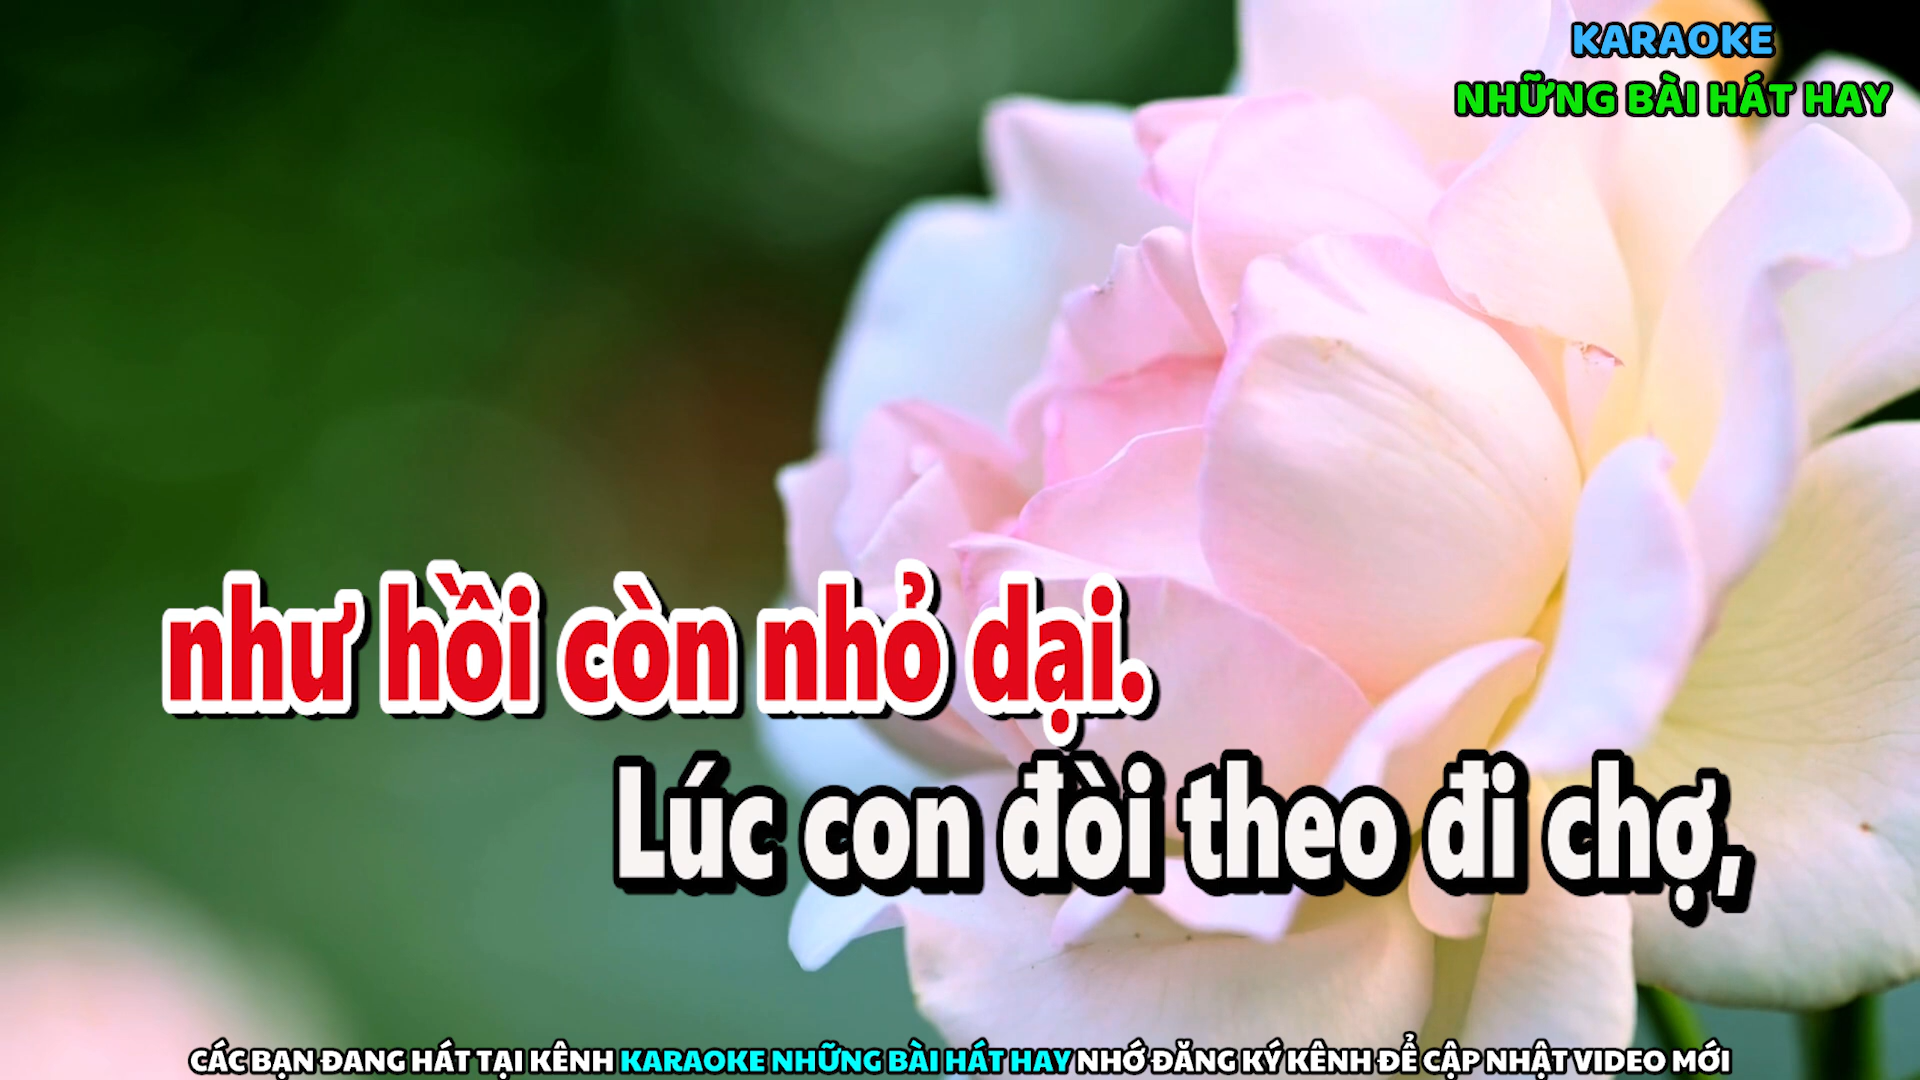 KARAOKE
NHỮNG BÀI HÁT HAY
như hồi còn nhỏ dại.
Lúc con đòi theo đi chợ,
CÁC BẠN ĐANG HÁT TẠI KÊNH KARAOKE NHỮNG BÀI HÁT HAY NHỚ ĐĂNG KÝ KÊNH ĐỂ CẬP NHẬT VIDEO MỚI